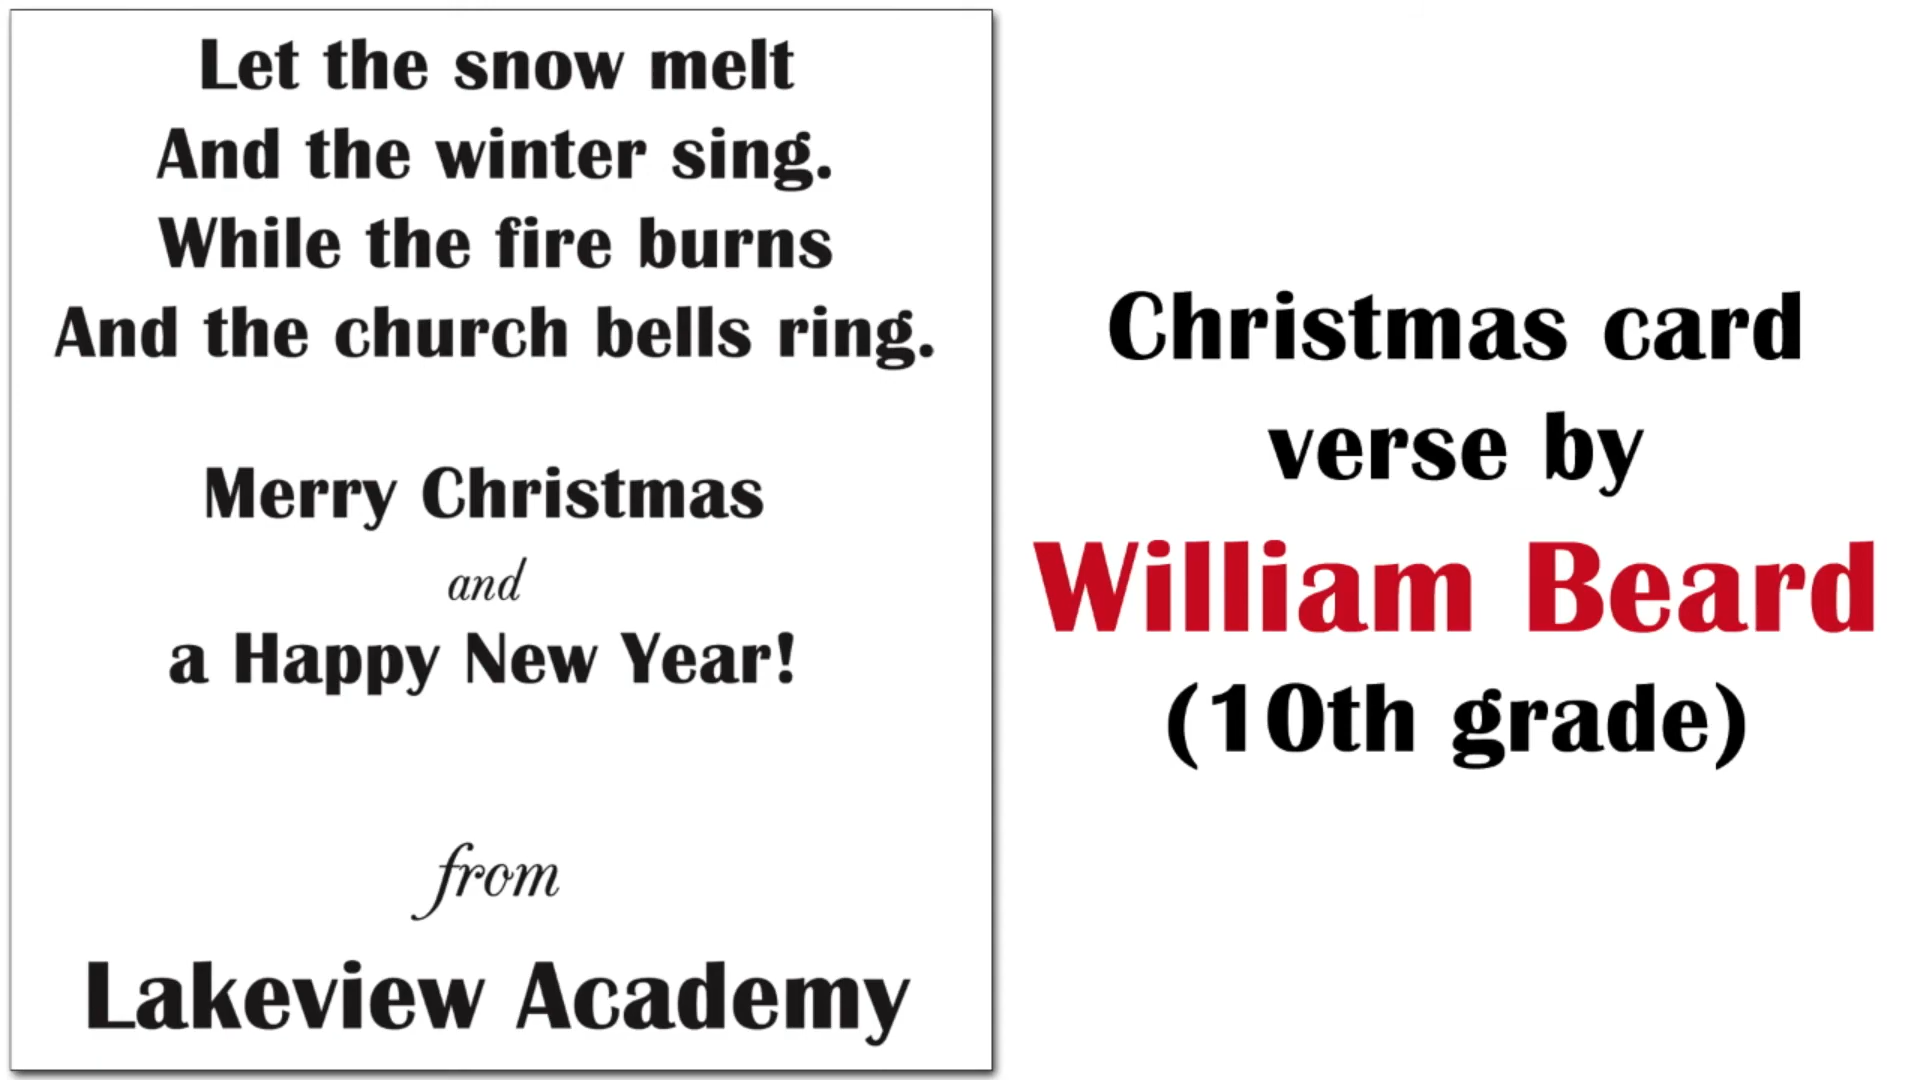 Let the snow melt
And the winter sing.
While the fire burns
And the church bells ring.
Merry Christmas
and
a Happy New Year!
from
Lakeview Academy
Christmas card
verse by
William Beard
(10th grade)